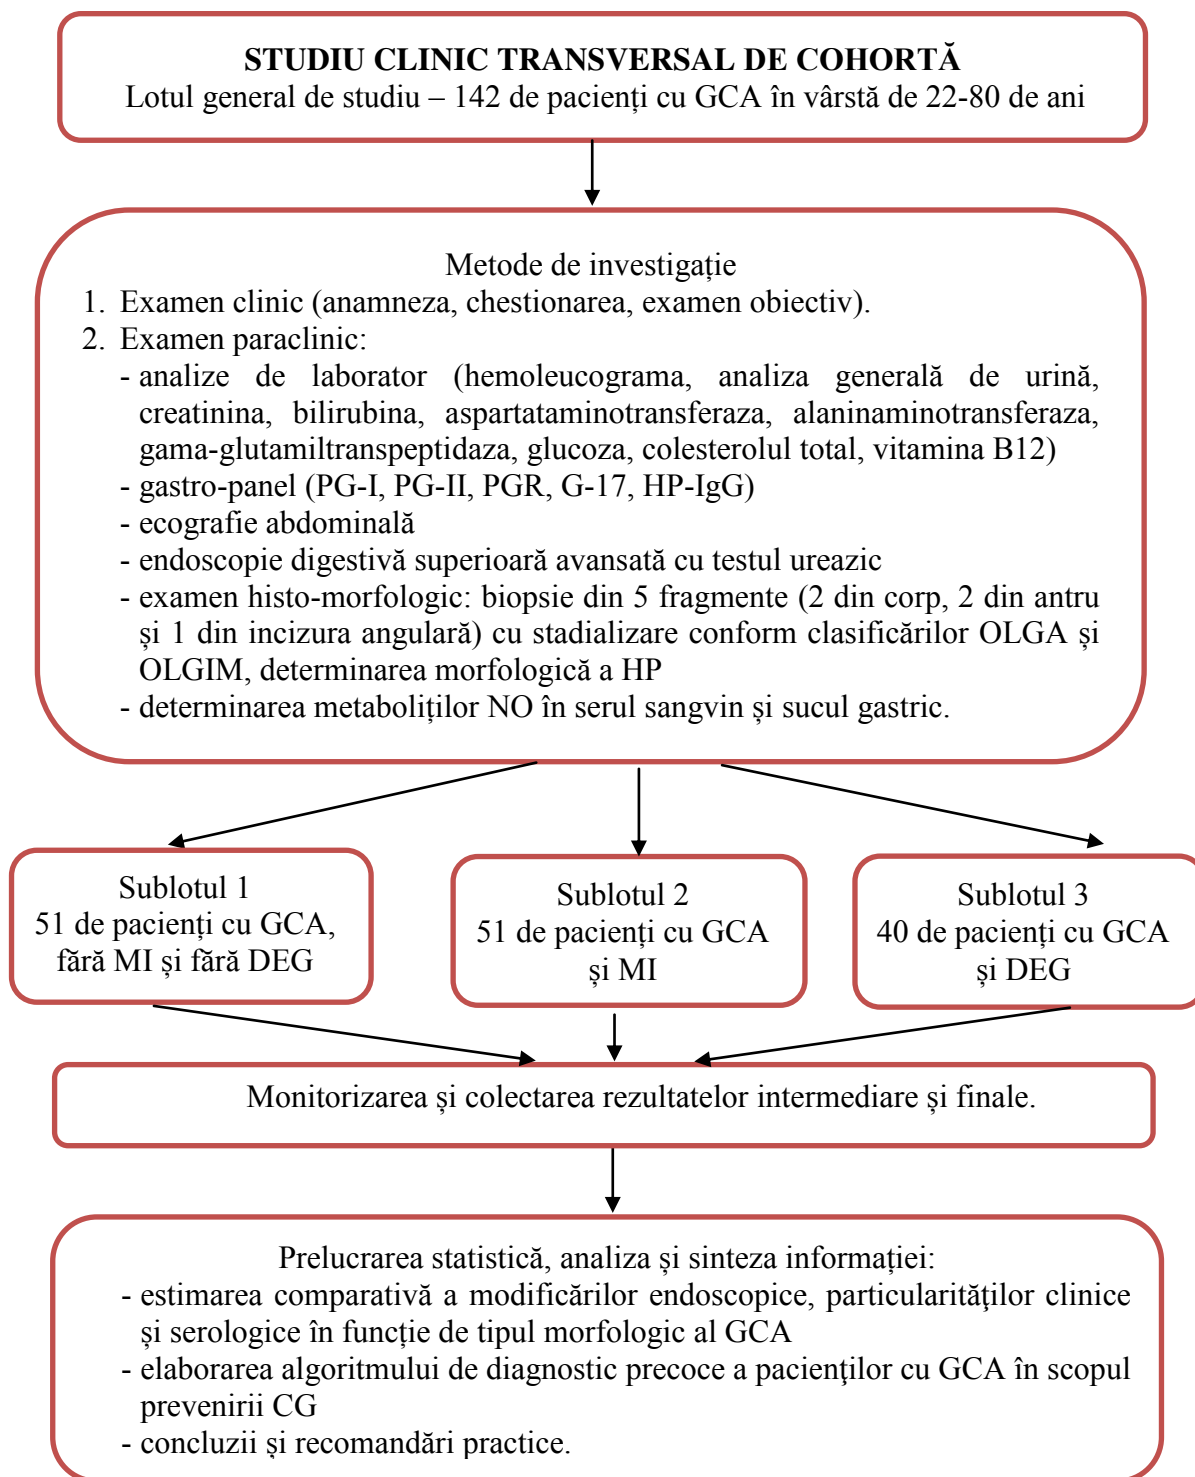 STUDIU CLINIC TRANSVERSAL DE COHORTĂ
Lotul general de studiu – 142 de pacienți cu GCA în vârstă de 22-80 de ani
Metode de investigație
1. Examen clinic (anamneza, chestionarea, examen obiectiv).
2. Examen paraclinic:
- analize de laborator (hemoleucograma, analiza generală de urină,
creatinina, bilirubina, aspartataminotransferaza, alaninaminotransferaza,
gama-glutamiltranspeptidaza, glucoza, colesterolul total, vitamina B12)
- gastro-panel (PG-I, PG-II, PGR, G-17, HP-IgG)
- ecografie abdominală
- endoscopie digestivă superioară avansată cu testul ureazic
- examen histo-morfologic: biopsie din 5 fragmente (2 din corp, 2 din antru
și 1 din incizura angulară) cu stadializare conform clasificărilor OLGA și
OLGIM, determinarea morfologică a HP
- determinarea metaboliților NO în serul sangvin și sucul gastric.
Sublotul 1
51 de pacienți cu GCA,
fără MI și fără DEG
Sublotul 2
51 de pacienți cu GCA
și MI
Sublotul 3
40 de pacienți cu GCA
și DEG
Monitorizarea și colectarea rezultatelor intermediare și finale.
Prelucrarea statistică, analiza și sinteza informației:
- estimarea comparativă a modificărilor endoscopice, particularităţilor clinice
și serologice în funcție de tipul morfologic al GCA
- elaborarea algoritmului de diagnostic precoce a pacienţilor cu GCA în scopul
prevenirii CG
- concluzii și recomandări practice.